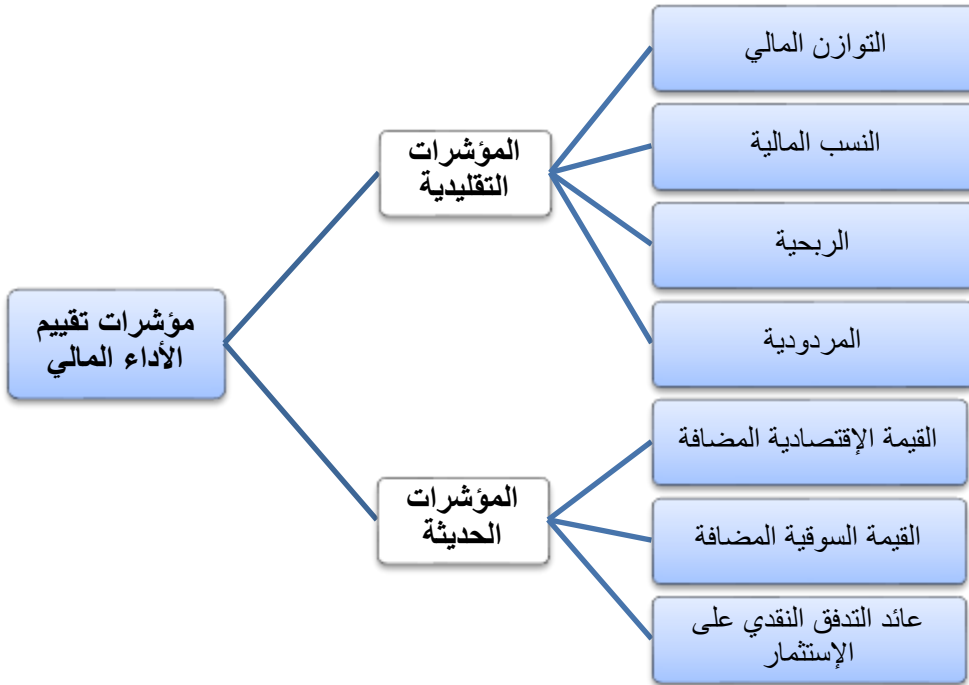 مؤشرات تقييم
الأداء المالي
المؤشرات
التقليدية
التوازن المالي
النسب المالية
الربحية
المردودية
المؤشرات
الحديثة
القيمة الإقتصادية المضافة
القيمة السوقية المضافة
عائد التدفق النقدي على
الإستثمار